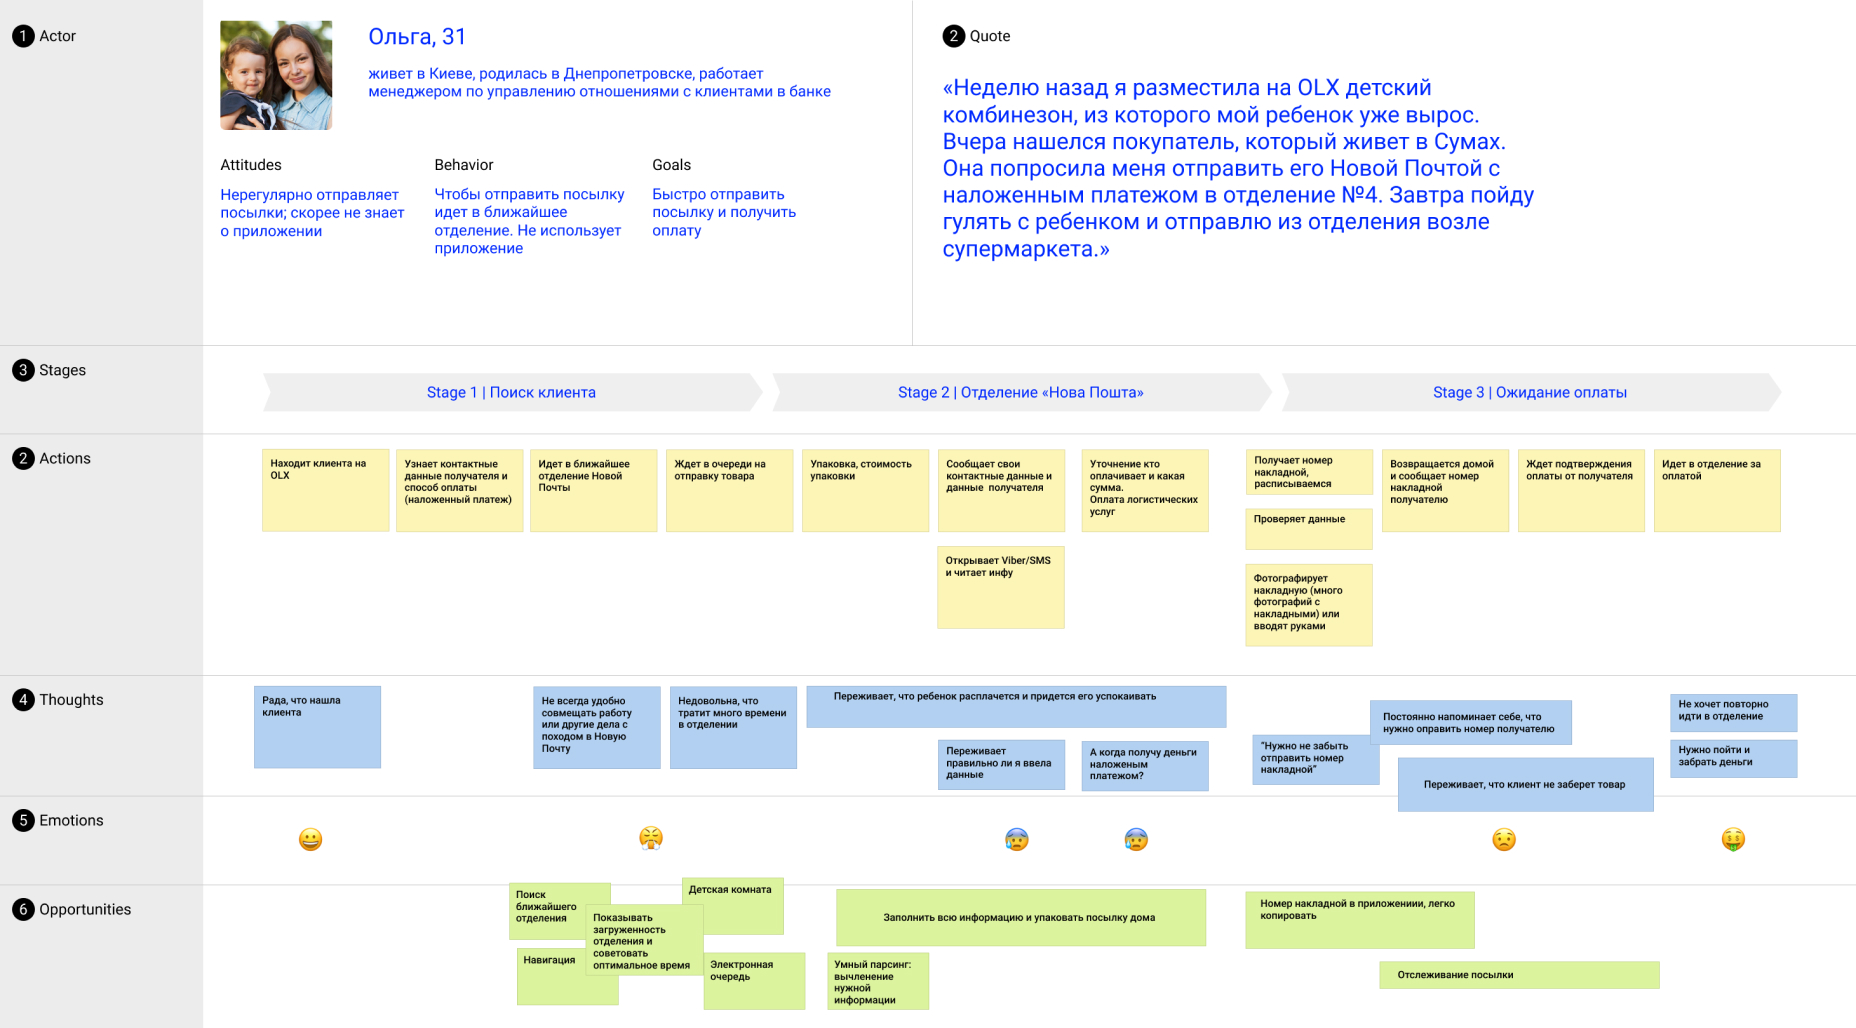 1 Actor
Ольга, 31
живет в Киеве, родилась в Днепропетровске, работает
менеджером по управлению отношениями с клиентами в банке
Attitudes
Нерегулярно отправляет
посылки; скорее не знает
о приложении
Behavior
Чтобы отправить посылку
идет в ближайшее
отделение. Не использует
приложение
Goals
Быстро отправить
посылку и получить
оплату
2 Quote
«Неделю назад я разместила на OLX детский
комбинезон, из которого мой ребенок уже вырос.
Вчера нашелся покупатель, который живет в Сумах.
Она попросила меня отправить его Новой Почтой с
наложенным платежом в отделение №4. Завтра пойду
гулять с ребенком и отправлю из отделения возле
супермаркета.»
3 Stages
Stage 1 | Поиск клиента
Stage 2 | Отделение «Нова Пошта»
Stage 3 | Ожидание оплаты
2 Actions
Находит клиента на
OLX
Узнает контактные
данные получателя и
способ оплаты
(наложенный платеж)
Идет в ближайшее
отделение Новой
Почты
Ждет в очереди на
отправку товара
Упаковка, стоимость
упаковки
Сообщает свои
контактные данные и
данные получателя
Открывает Viber/SMS
и читает инфу
Уточнение кто
оплачивает и какая
сумма.
Оплата логистических
услуг
Получает номер
накладной,
расписываемся
Проверяет данные
Фотографирует
накладную (много
фотографий с
накладными) или
вводят руками
Возвращается домой
и сообщает номер
накладной
получателю
Ждет подтверждения
оплаты от получателя
Идет в отделение за
оплатой
4 Thoughts
Рада, что нашла
клиента
Не всегда удобно
совмещать работу
или другие дела с
походом в Новую
Почту
Недовольна, что
тратит много времени
в отделении
Переживает, что ребенок расплачется и придется его успокаивать
Переживает
правильно ли я ввела
данные
А когда получу деньги
наложеным
платежом?
"Нужно не забыть
отправить номер
накладной"
Постоянно напоминает себе, что
нужно оправить номер получателю
Переживает, что клиент не заберет товар
Не хочет повторно
идти в отделение
Нужно пойти и
забрать деньги
5 Emotions
6 Opportunities
Поиск
ближайшего
отделения
Навигация
Показывать
загруженность
отделения и
советовать
оптимальное время
Детская комната
Электронная
очередь
Заполнить всю информацию и упаковать посылку дома
Умный парсинг:
вычленение
нужной
информации
Номер накладной в приложениии, легко
копировать
Отслеживание посылки